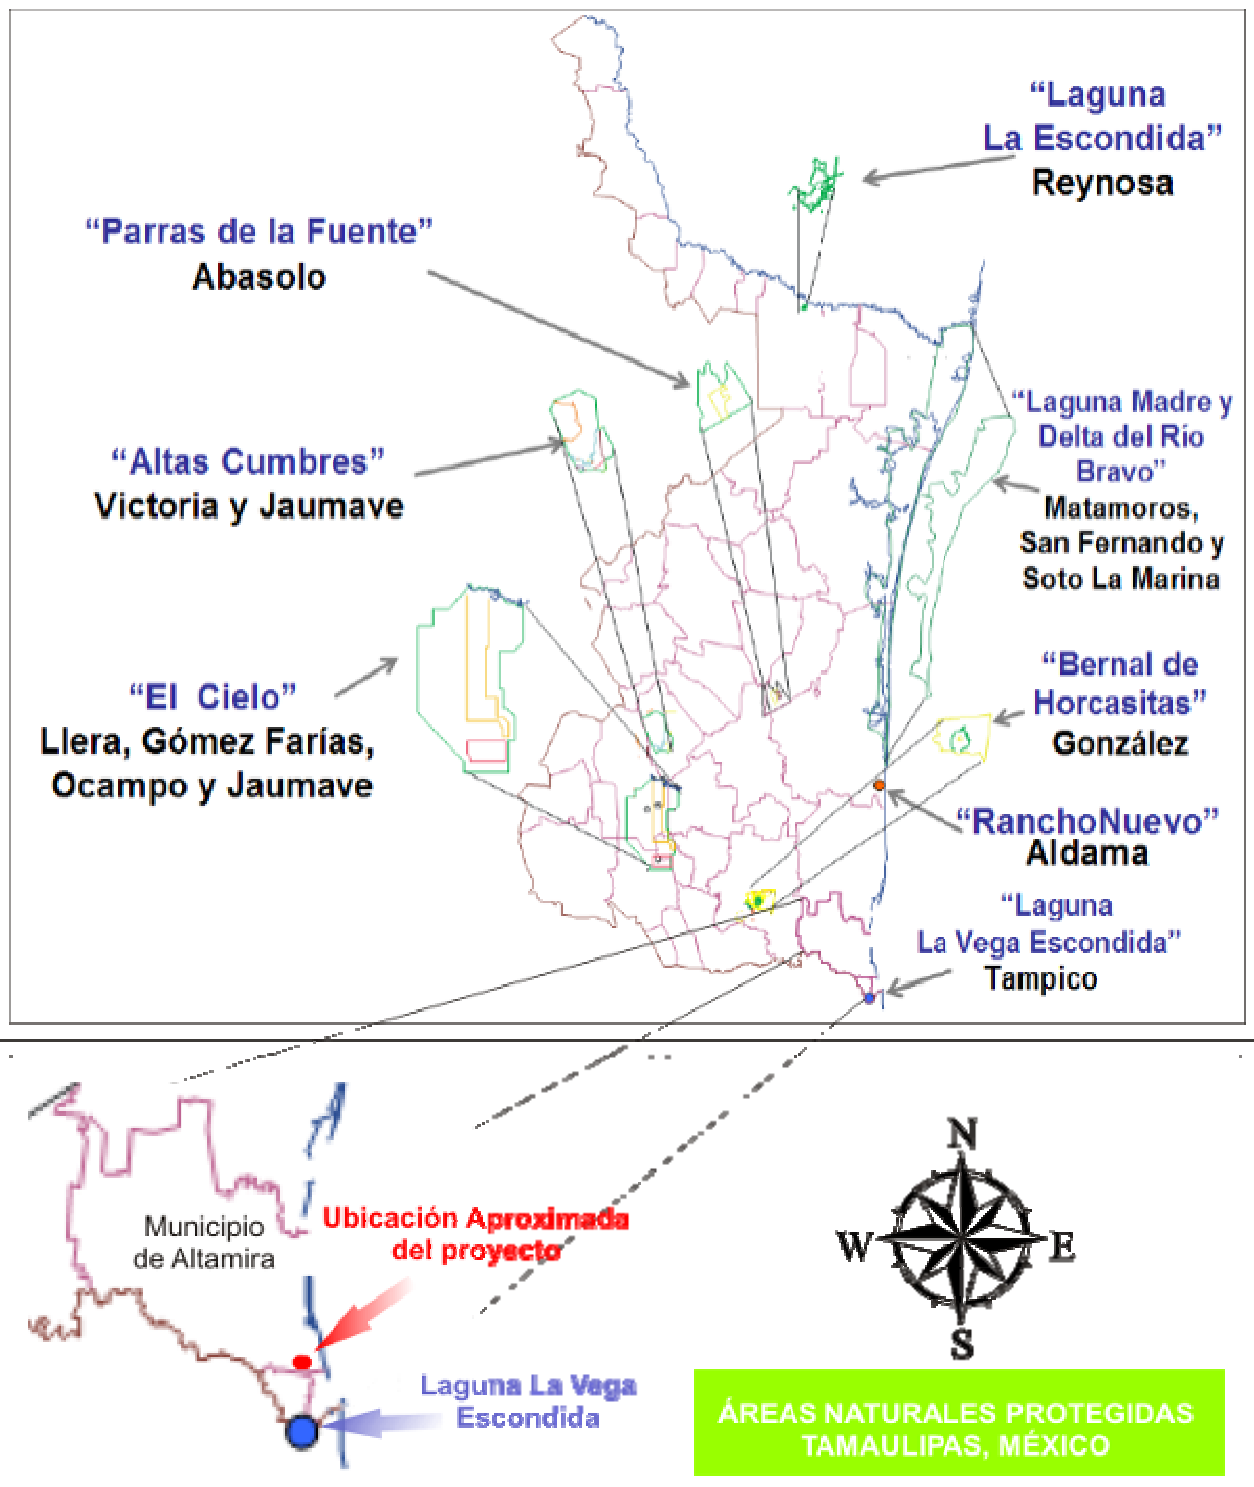 “Laguna
La Escondida”
Reynosa
“Parras de la Fuente”
Abasolo
“Laguna Madre y
Delta del Río
Bravo”
Matamoros,
San Fernando y
Soto La Marina
“Altas Cumbres”
Victoria y Jaumave
“El Cielo”
Llera, Gómez Farías,
Ocampo y Jaumave
“Bernal de
Horcasitas”
González
“RanchoNuevo”
Aldama
“Laguna
La Vega Escondida”
Tampico
Municipio
de Altamira
Ubicación Aproximada
del proyecto
Laguna La Vega
Escondida
N
W
E
S
ÁREAS NATURALES PROTEGIDAS
TAMAULIPAS, MÉXICO